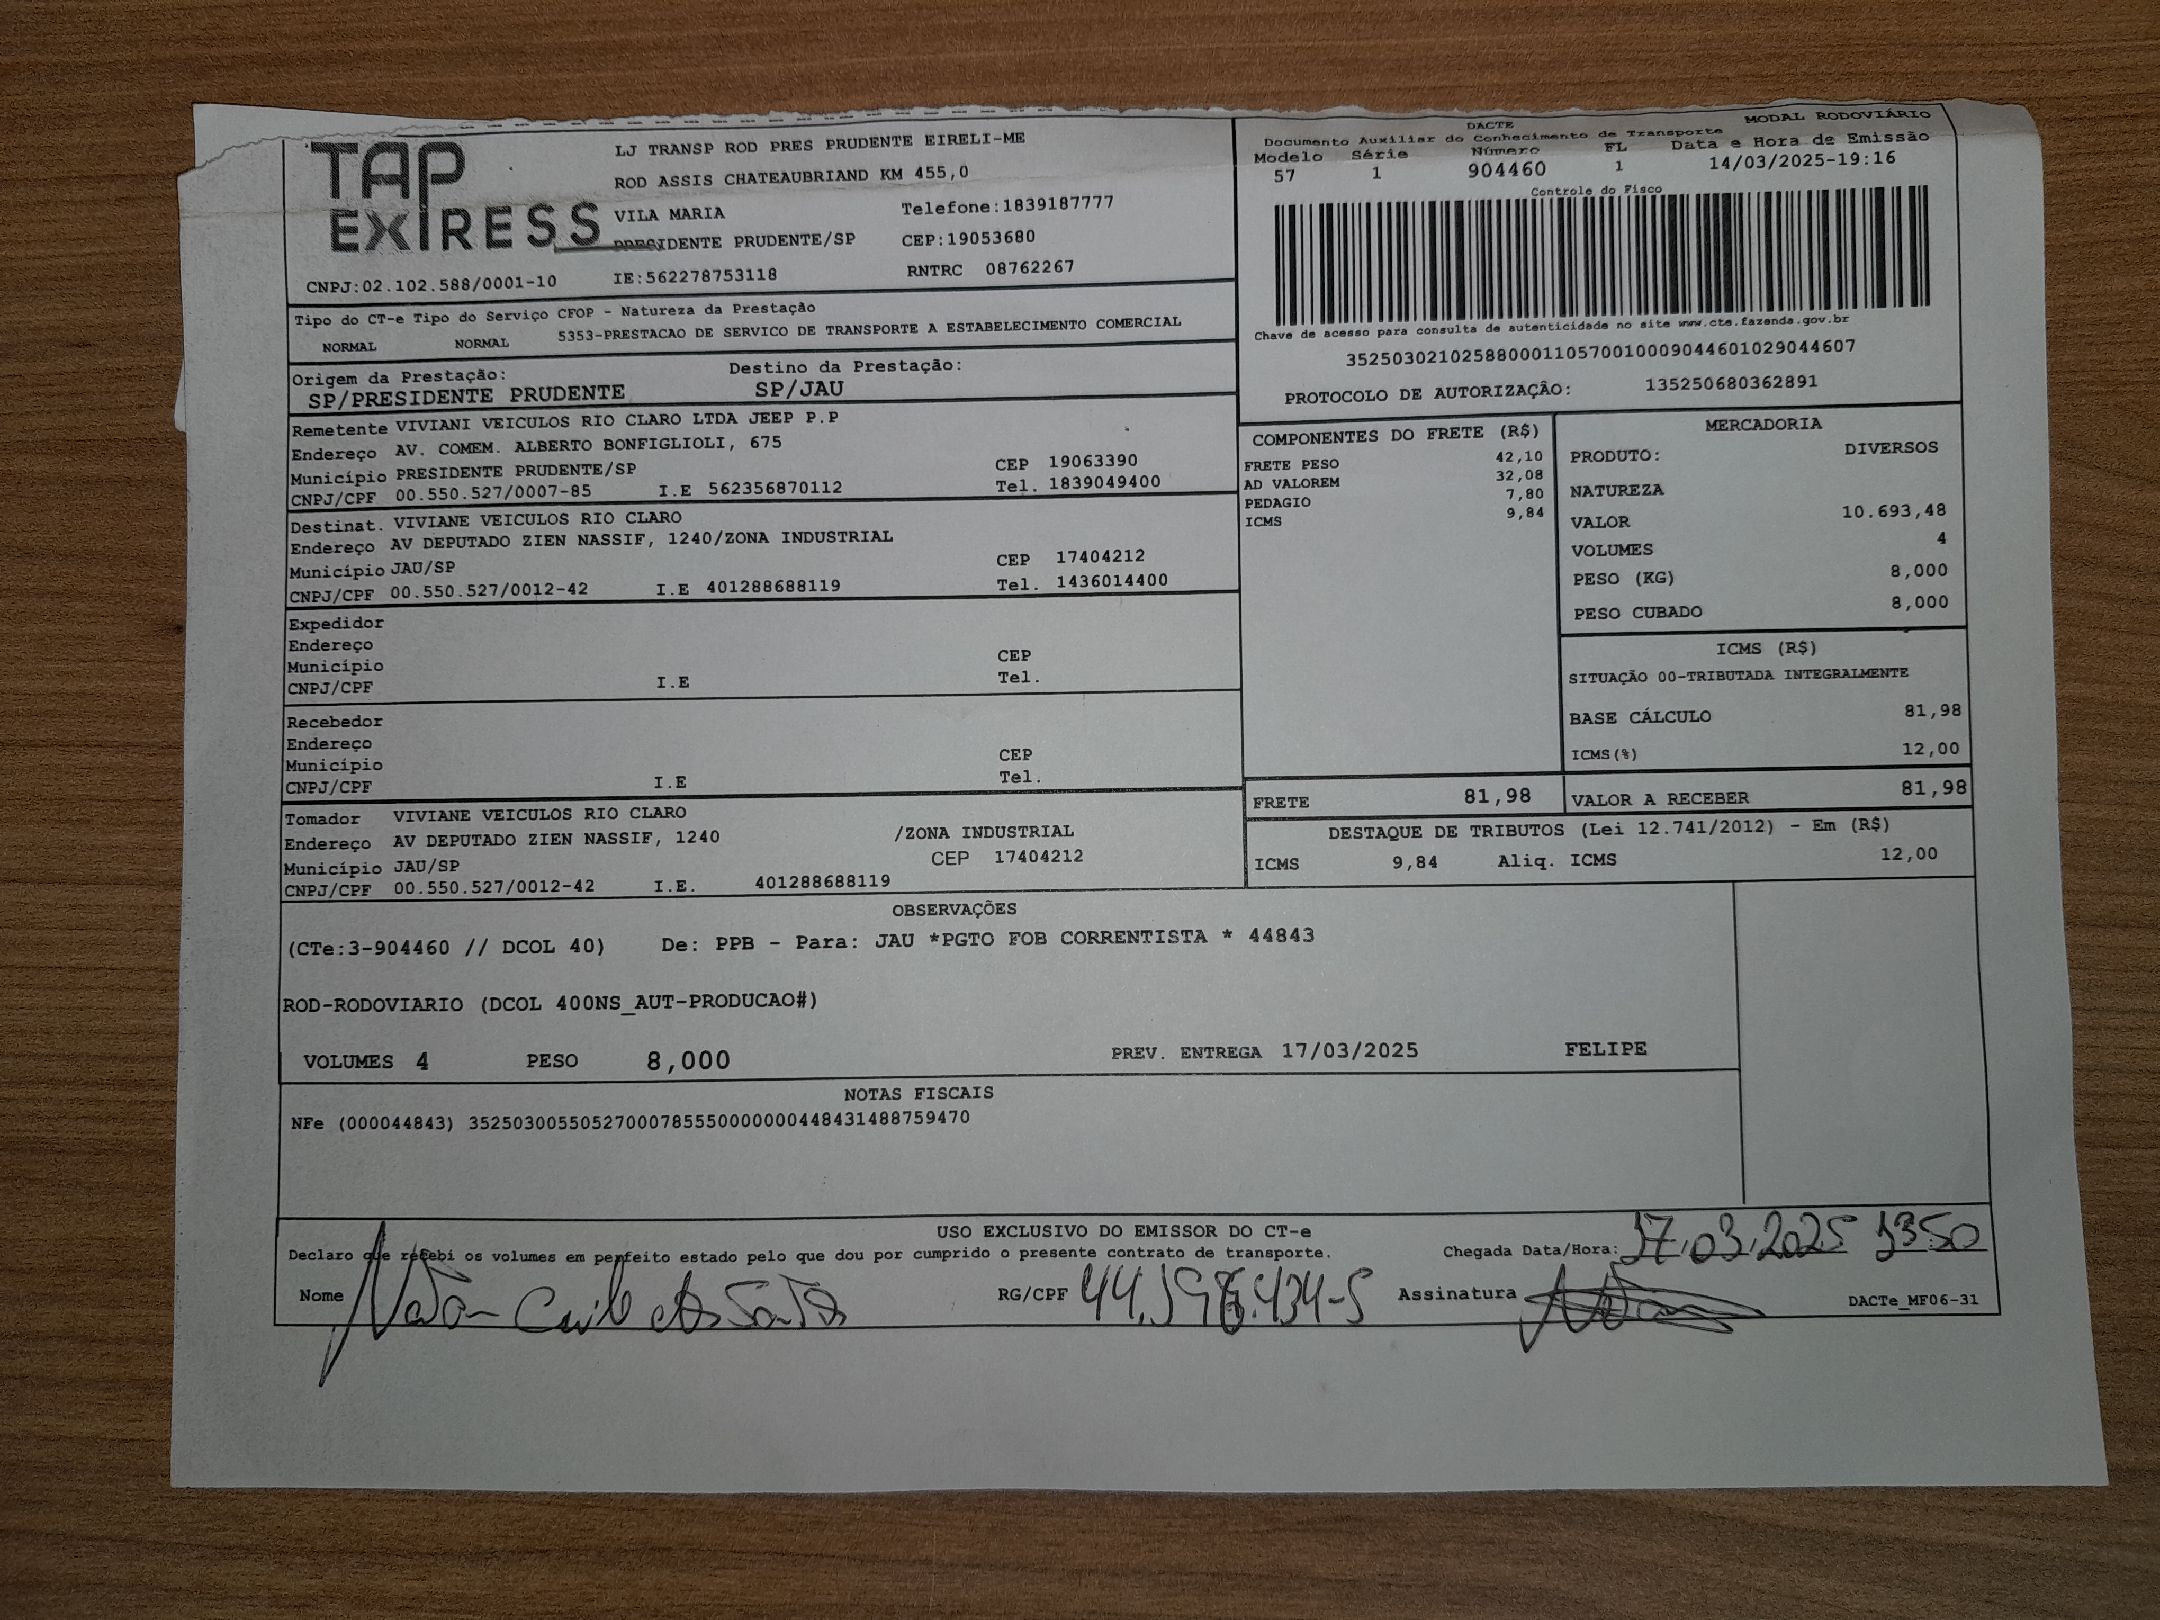 TAP
EXPRESS
LJ TRANSP ROD PRES PRUDENTE EIRELI-ME
ROD ASSIS CHATEAUBRIAND KM 455,0
VILA MARIA Telefone:1839187777
PRESIDENTE PRUDENTE/SP CEP:19053680
CNPJ:02.102.588/0001-10 IE:562278753118 RNTRC 08762267
DACTE MODAL RODOVIÁRIO
Documento Auxiliar do Conhecimento de Transporte
Modelo Série Número FL Data e Hora de Emissão
57 1 904460 1 14/03/2025-19:16
Controle do Fisco
Chave de acesso para consulta de autenticidade no site www.cte.fazenda.gov.br
35250302102588000110570010009044601029044607
PROTOCOLO DE AUTORIZAÇÃO: 135250680362891
Tipo do CT-e Tipo do Serviço CFOP - Natureza da Prestação
NORMAL NORMAL 5353-PRESTACAO DE SERVICO DE TRANSPORTE A ESTABELECIMENTO COMERCIAL
Origem da Prestação: Destino da Prestação:
SP/PRESIDENTE PRUDENTE SP/JAU
Remetente VIVIANI VEICULOS RIO CLARO LTDA JEEP P.P
Endereço AV. COMEM. ALBERTO BONFIGLIOLI, 675
Município PRESIDENTE PRUDENTE/SP CEP 19063390
CNPJ/CPF 00.550.527/0007-85 I.E 562356870112 Tel. 1839049400
Destinat. VIVIANE VEICULOS RIO CLARO
Endereço AV DEPUTADO ZIEN NASSIF, 1240/ZONA INDUSTRIAL
Município JAU/SP CEP 17404212
CNPJ/CPF 00.550.527/0012-42 I.E 401288688119 Tel. 1436014400
Expedidor
Endereço
Município CEP
CNPJ/CPF I.E Tel.
Recebedor
Endereço
Município CEP
CNPJ/CPF I.E Tel.
Tomador VIVIANE VEICULOS RIO CLARO
Endereço AV DEPUTADO ZIEN NASSIF, 1240 /ZONA INDUSTRIAL
Município JAU/SP CEP 17404212
CNPJ/CPF 00.550.527/0012-42 I.E. 401288688119
COMPONENTES DO FRETE (R$)
FRETE PESO 42,10
AD VALOREM 32,08
PEDAGIO 7,80
ICMS 9,84
MERCADORIA
PRODUTO: DIVERSOS
NATUREZA
VALOR 10.693,48
VOLUMES 4
PESO (KG) 8,000
PESO CUBADO 8,000
ICMS (R$)
SITUAÇÃO 00-TRIBUTADA INTEGRALMENTE
BASE CÁLCULO 81,98
ICMS(%) 12,00
FRETE 81,98 VALOR A RECEBER 81,98
DESTAQUE DE TRIBUTOS (Lei 12.741/2012) - Em (R$)
ICMS 9,84 Aliq. ICMS 12,00
OBSERVAÇÕES
(CTe:3-904460 // DCOL 40) De: PPB - Para: JAU *PGTO FOB CORRENTISTA * 44843
ROD-RODOVIARIO (DCOL 400NS_AUT-PRODUCAO#)
VOLUMES 4 PESO 8,000 PREV. ENTREGA 17/03/2025 FELIPE
NOTAS FISCAIS
NFe (000044843) 35250300550527000785550000000448431488759470
USO EXCLUSIVO DO EMISSOR DO CT-e
Declaro que recebi os volumes em perfeito estado pelo que dou por cumprido o presente contrato de transporte. Chegada Data/Hora: 17.03.2025 1350
Nome RG/CPF Assinatura DACTe_MF06-31